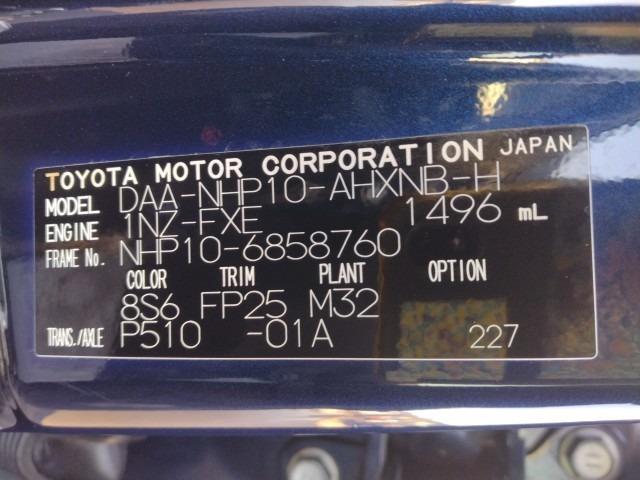 TOYOTA MOTOR CORPORATION JAPAN
MODEL DAA-NHP10-AHXNB-H
ENGINE 1NZ-FXE 1496 mL
FRAME No. NHP10-6858760
COLOR TRIM PLANT OPTION
8S6 FP25 M32
TRANS./AXLE P510 -01A 227